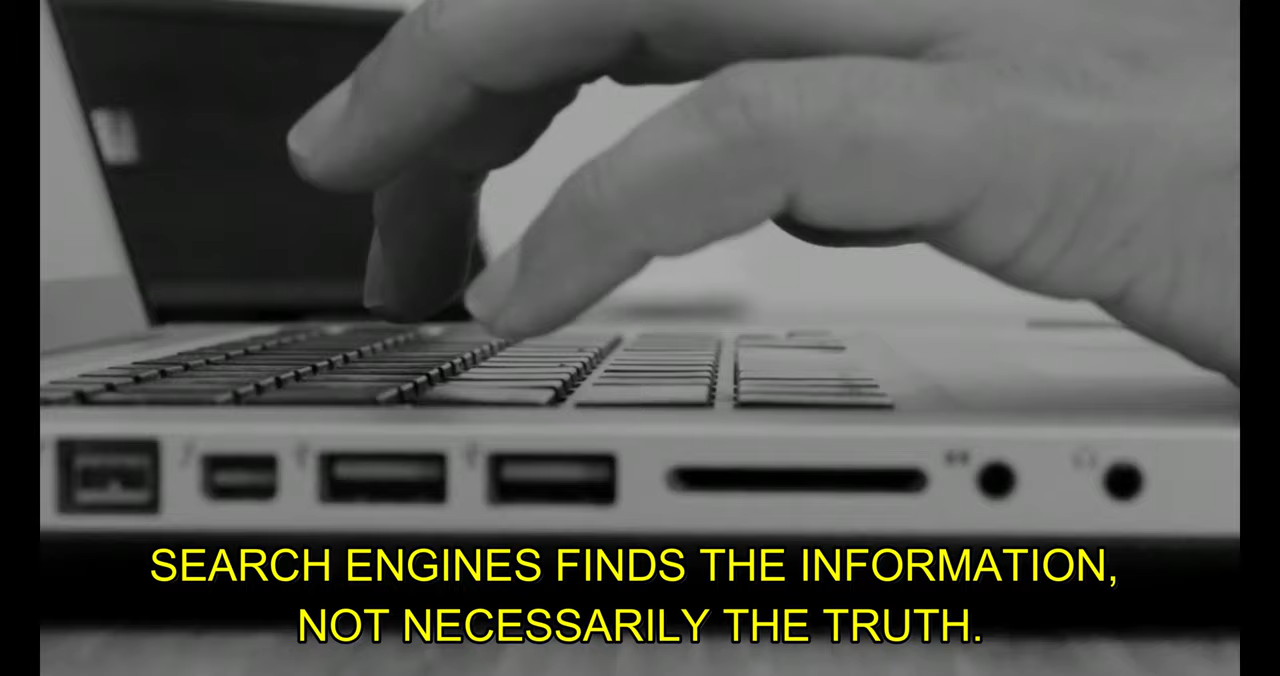 SEARCH ENGINES FINDS THE INFORMATION,
NOT NECESSARILY THE TRUTH.